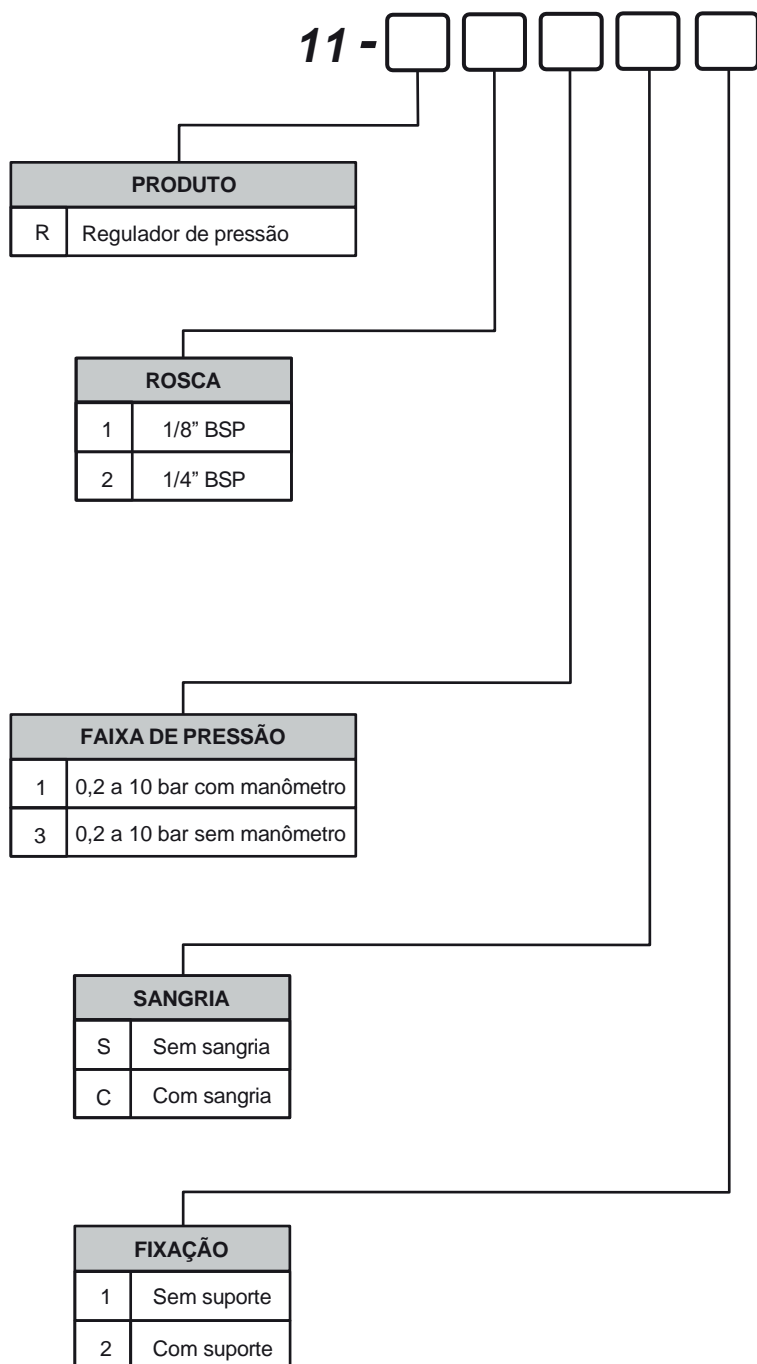 11 -
PRODUTO
R Regulador de pressão
ROSCA
1 1/8” BSP
2 1/4” BSP
FAIXA DE PRESSÃO
1 0,2 a 10 bar com manômetro
3 0,2 a 10 bar sem manômetro
SANGRIA
S Sem sangria
C Com sangria
FIXAÇÃO
1 Sem suporte
2 Com suporte